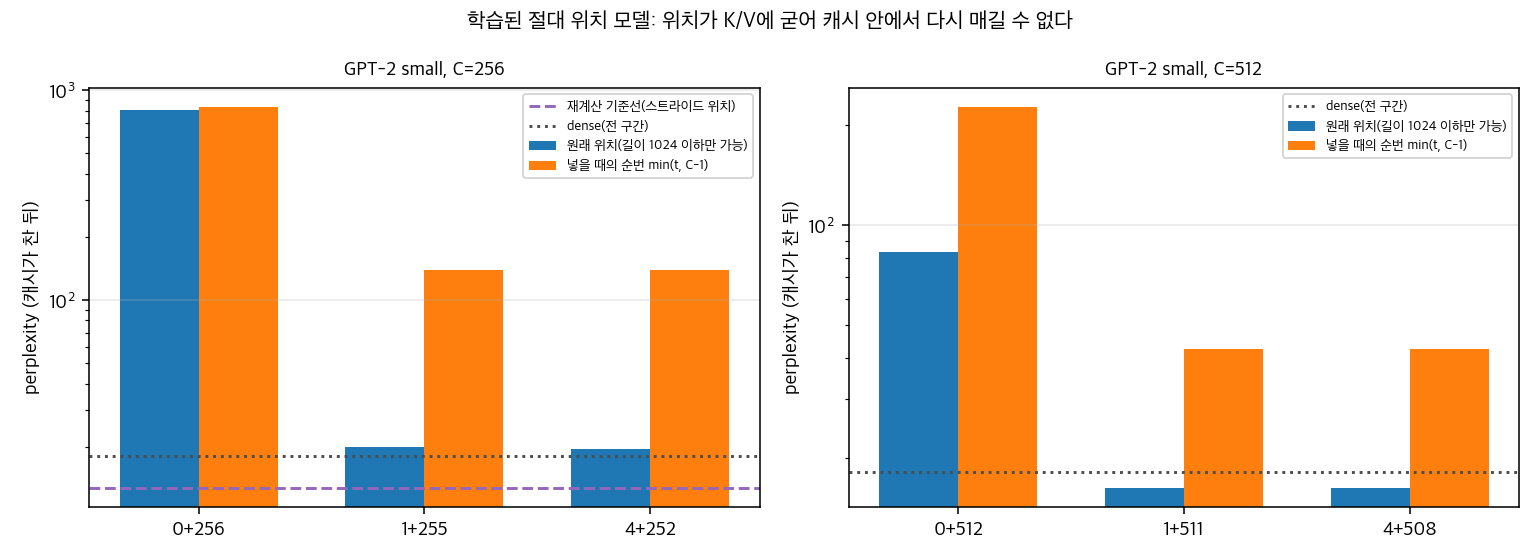 학습된 절대 위치 모델: 위치가 K/V에 굳어 캐시 안에서 다시 매길 수 없다
GPT-2 small, C=256
perplexity (캐시가 찬 뒤)
10³
10²
재계산 기준선(스트라이드 위치)
dense(전 구간)
원래 위치(길이 1024 이하만 가능)
넣을 때의 순번 min(t, C-1)
0+256
1+255
4+252
GPT-2 small, C=512
perplexity (캐시가 찬 뒤)
10²
dense(전 구간)
원래 위치(길이 1024 이하만 가능)
넣을 때의 순번 min(t, C-1)
0+512
1+511
4+508